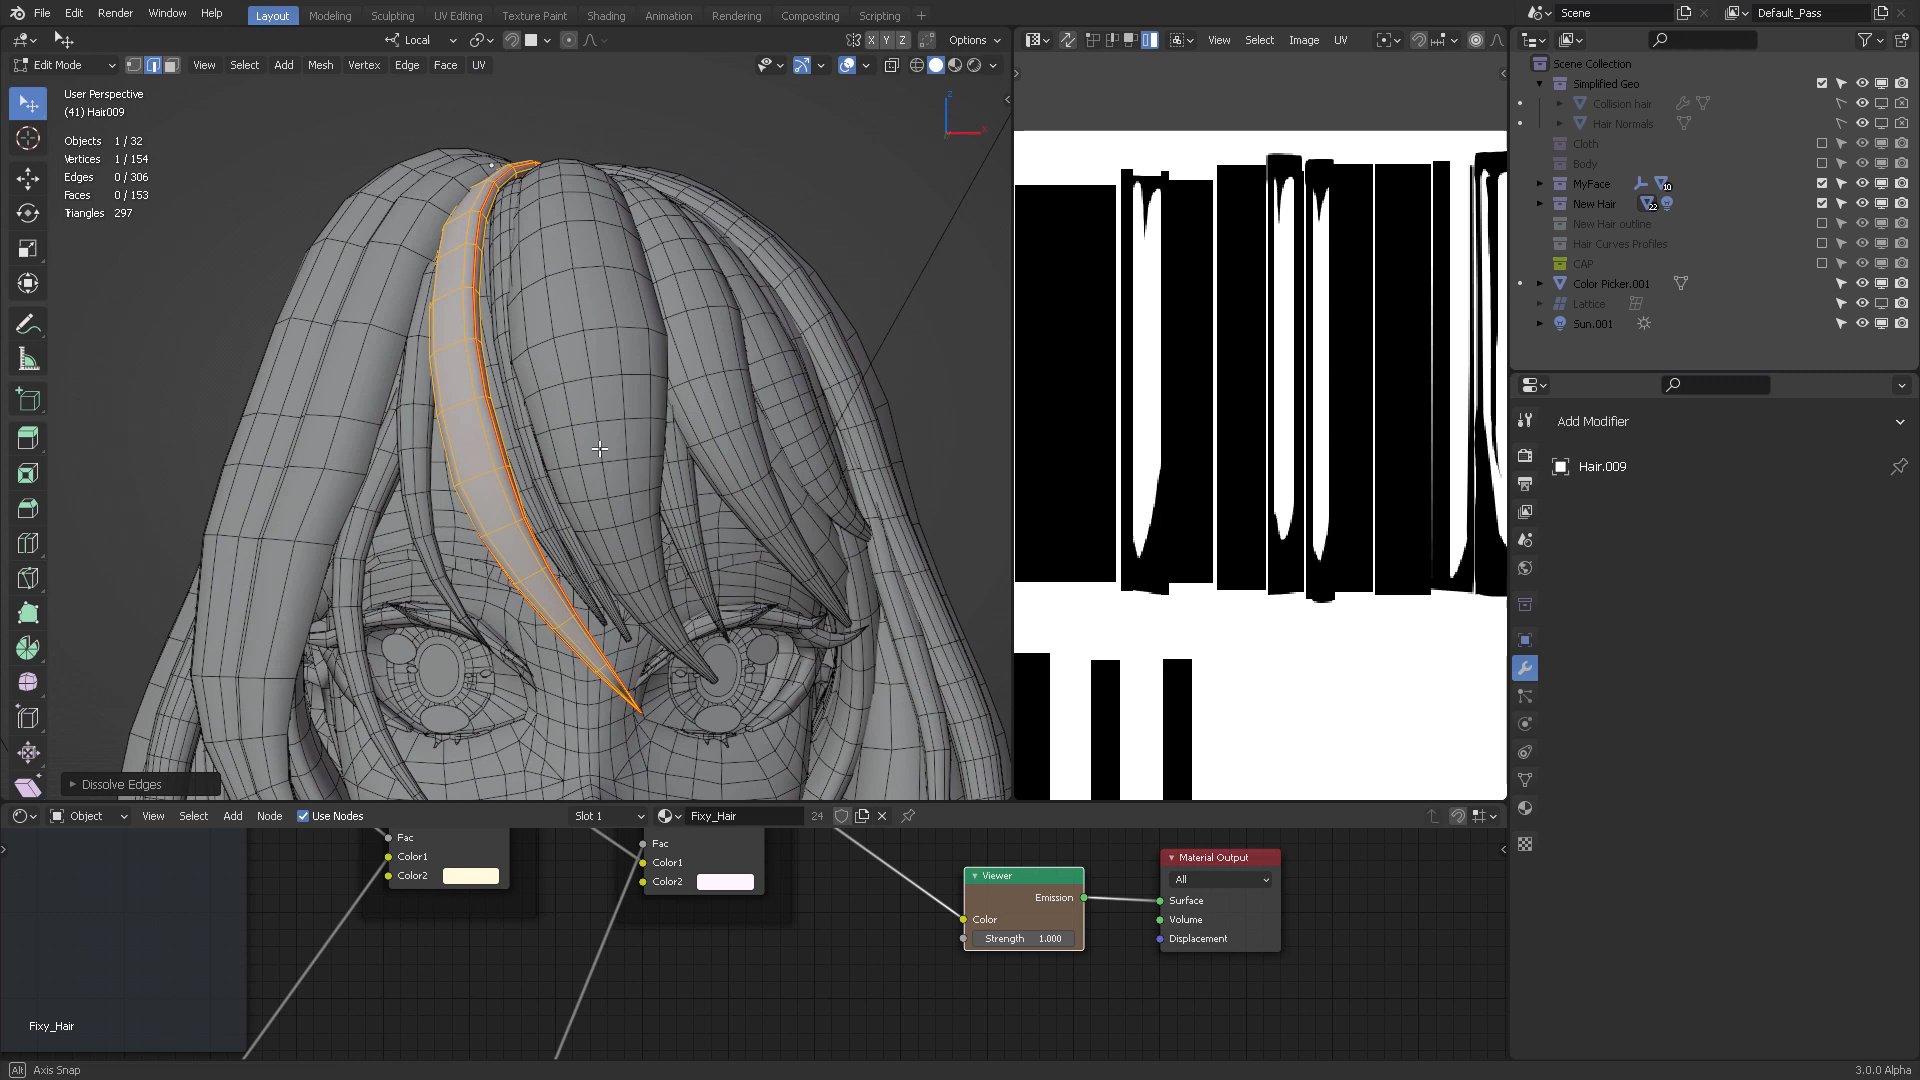 File Edit Render Window Help
Layout Modeling Sculpting UV Editing Texture Paint Shading Animation Rendering Compositing Scripting +
Scene
Default_Pass
Local
X Y Z
Options
View Select Image UV
Edit Mode
View Select Add Mesh Vertex Edge Face UV
User Perspective
(41) Hair009
Objects 1 / 32
Vertices 1 / 154
Edges 0 / 306
Faces 0 / 153
Triangles 297
Z
X
Dissolve Edges
Scene Collection
Simplified Geo
Collision hair
Hair Normals
Cloth
Body
MyFace 10
New Hair 22
New Hair outline
Hair Curves Profiles
CAP
Color Picker.001
Lattice
Sun.001
Add Modifier
Hair.009
Object
View Select Add Node
Use Nodes
Slot 1
Fixy_Hair
24
Fac
Color1
Color2
Fac
Color1
Color2
Viewer
Emission
Color
Strength 1.000
Material Output
All
Surface
Volume
Displacement
Fixy_Hair
Alt Axis Snap
3.0.0 Alpha